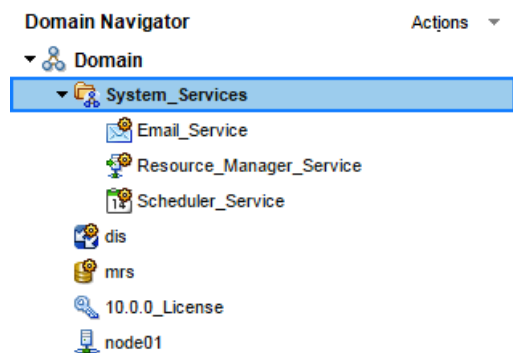 Domain Navigator Actions
Domain
System_Services
Email_Service
Resource_Manager_Service
Scheduler_Service
dis
mrs
10.0.0_License
node01